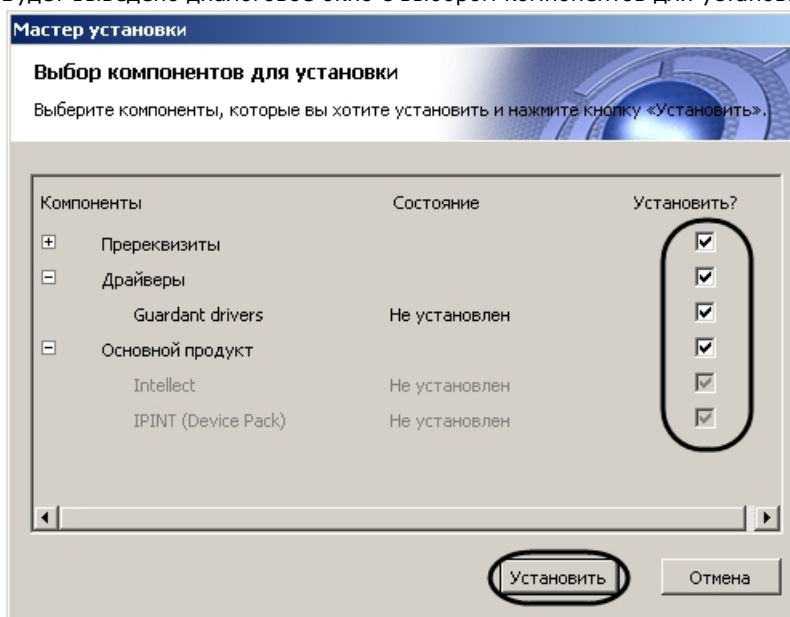 Мастер установки
Выбор компонентов для установки
Выберите компоненты, которые вы хотите установить и нажмите кнопку «Установить».
Компоненты Состояние Установить?
Пререквизиты
Драйверы
Guardant drivers Не установлен
Основной продукт
Intellect Не установлен
IPINT (Device Pack) Не установлен
Установить Отмена